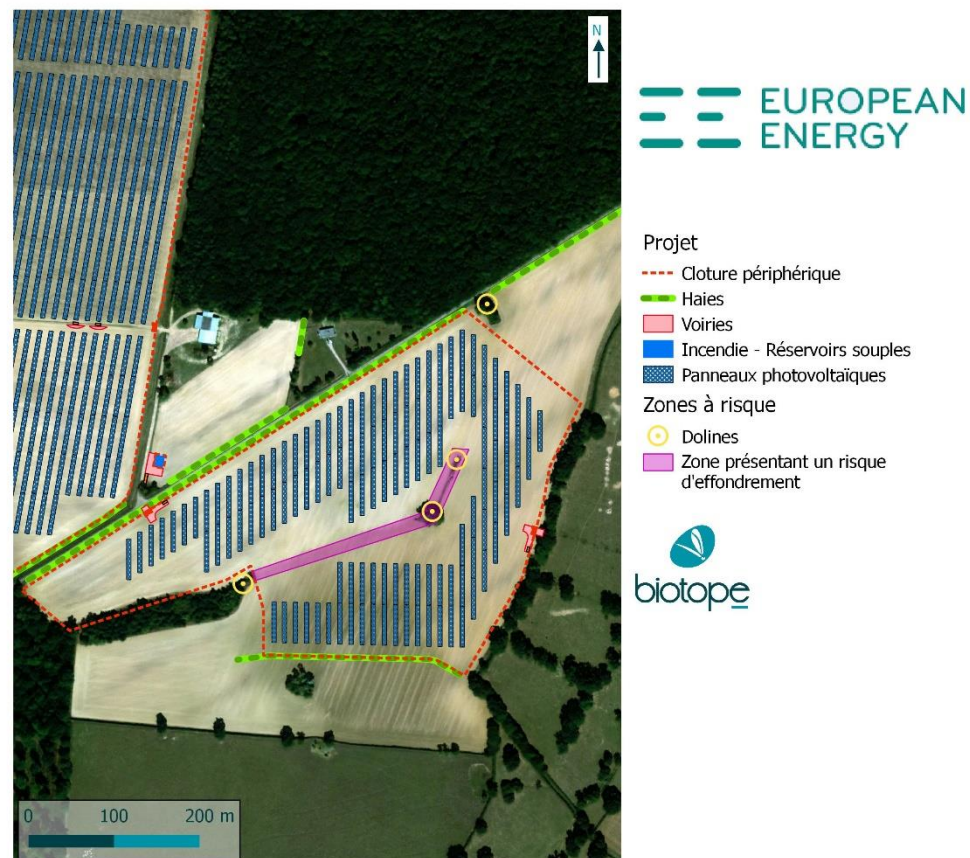 N
EUROPEAN
ENERGY
Projet
Cloture périphérique
Haies
Voiries
Incendie - Réservoirs souples
Panneaux photovoltaïques
Zones à risque
Dolines
Zone présentant un risque
d'effondrement
biotope
0 100 200 m